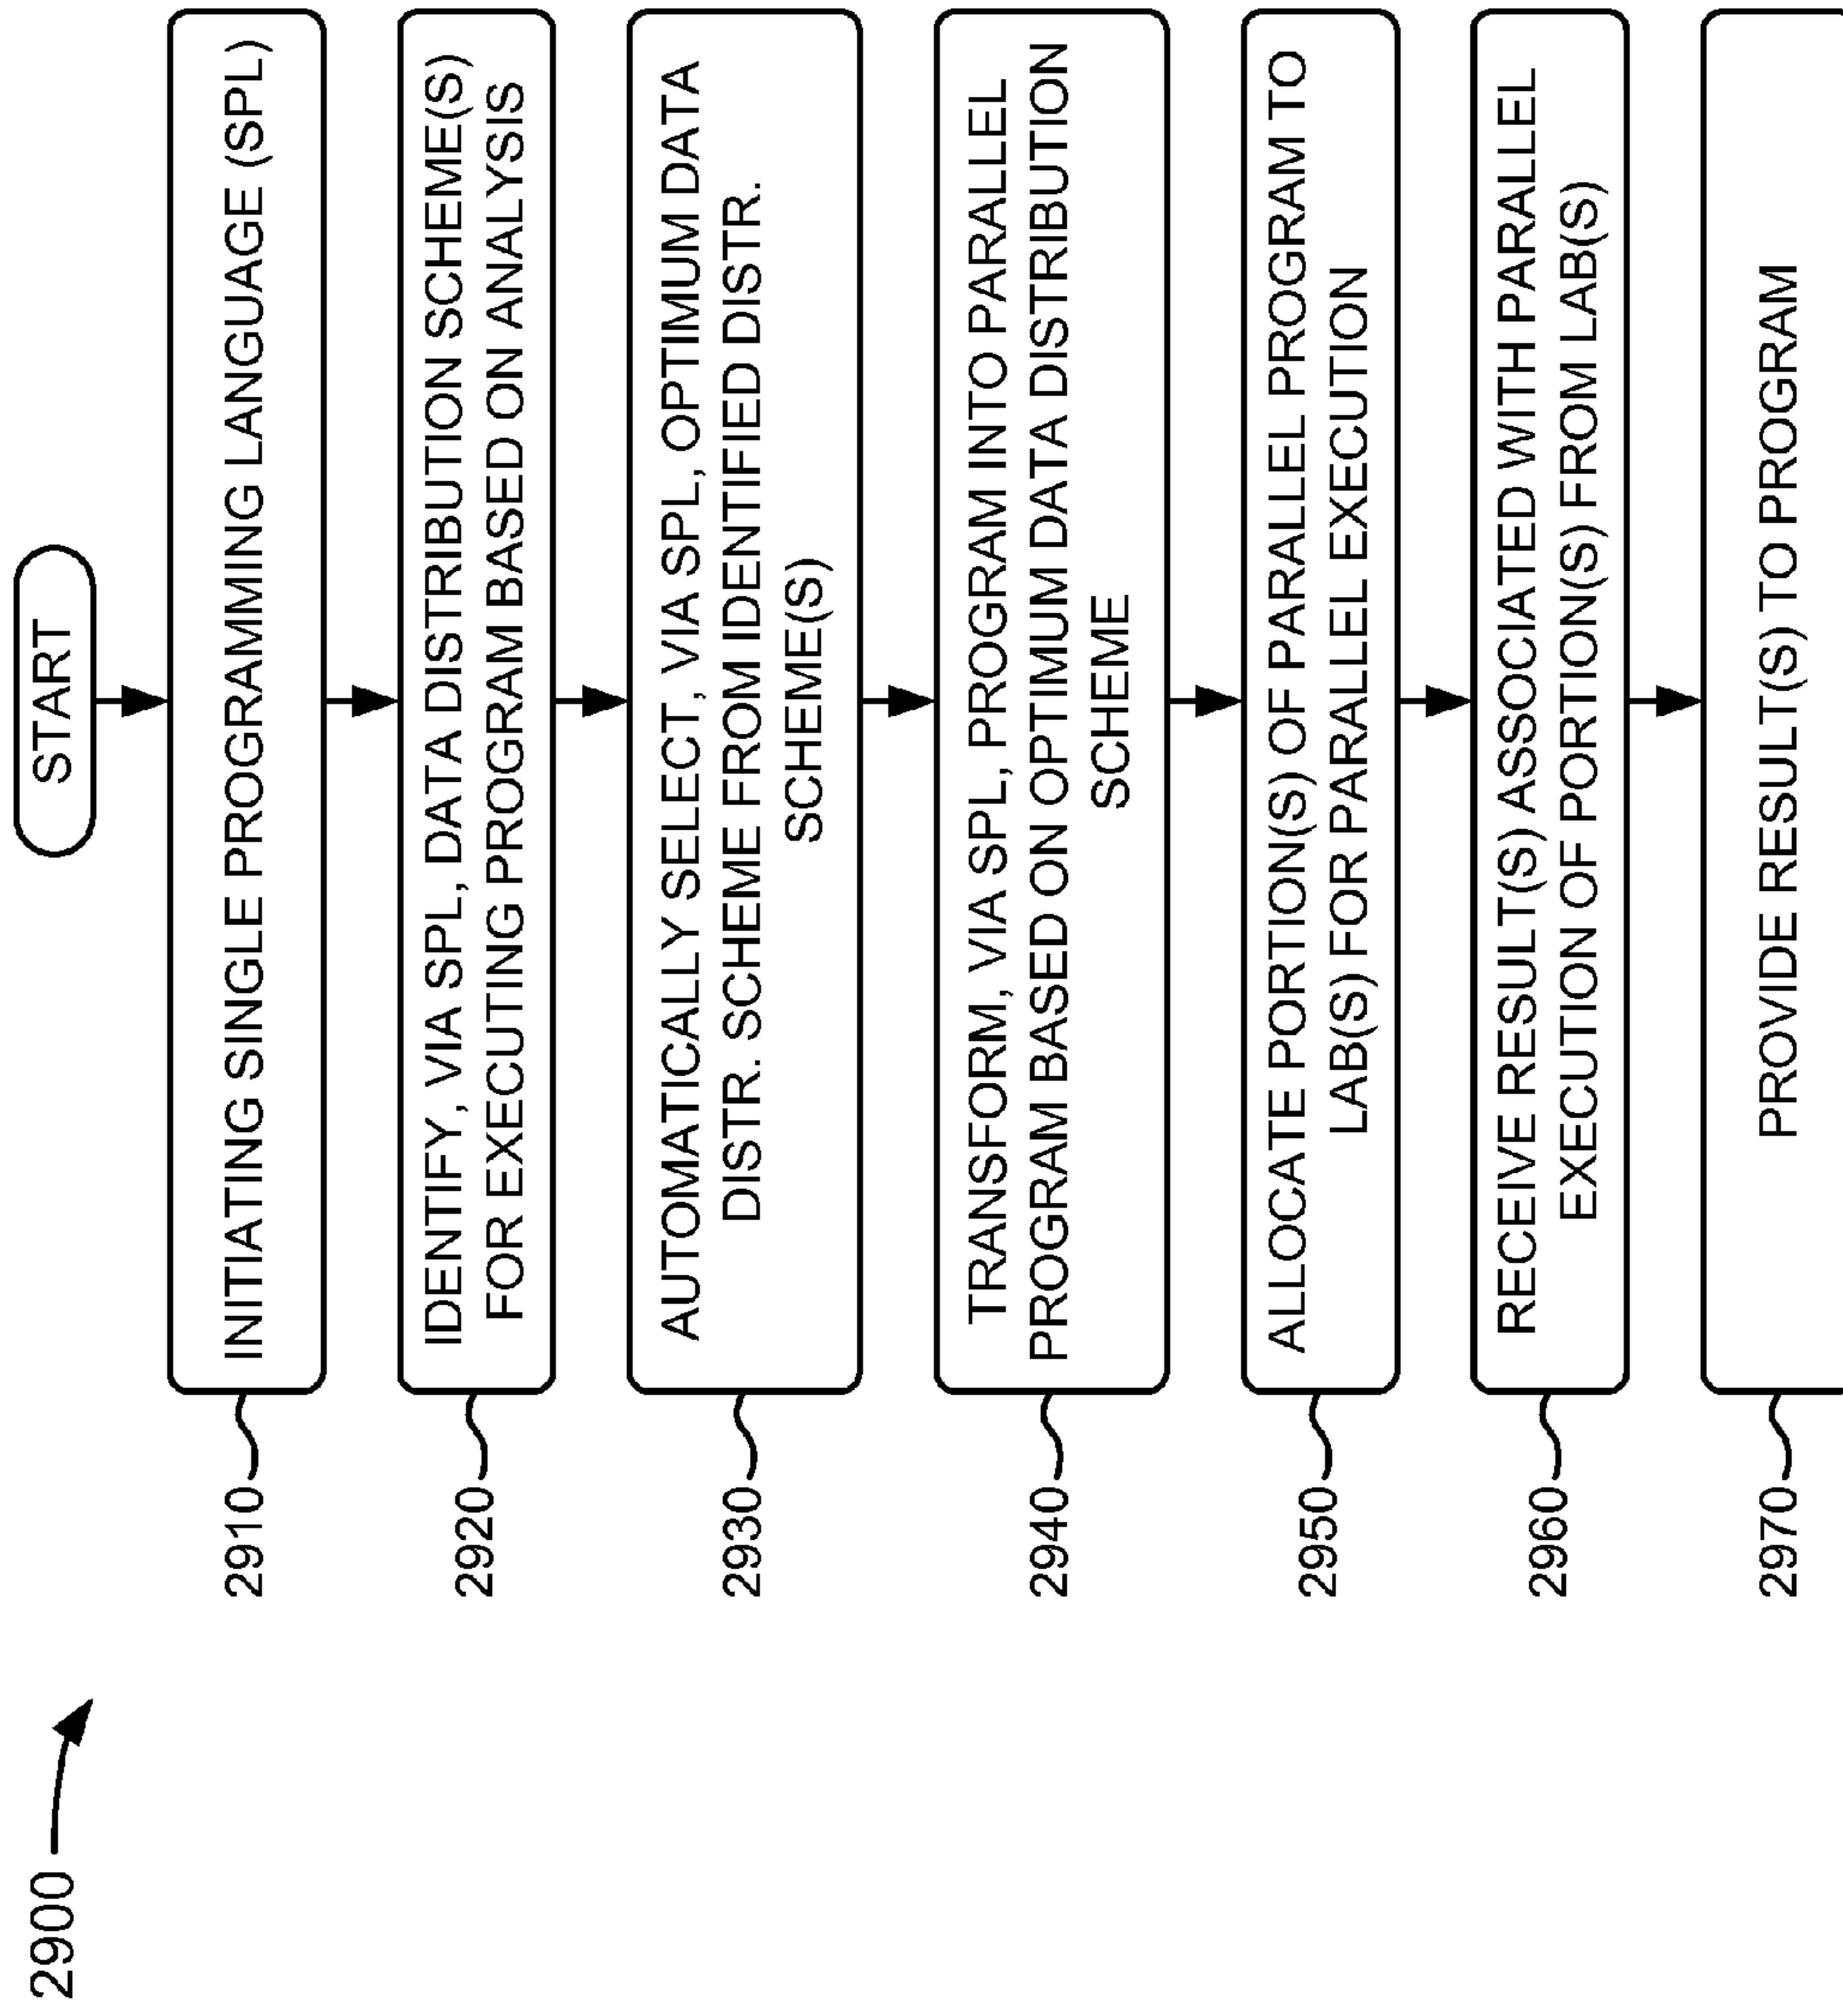 2900
START
2910
INITIATING SINGLE PROGRAMMING LANGUAGE (SPL)
2920
IDENTIFY, VIA SPL, DATA DISTRIBUTION SCHEME(S)
FOR EXECUTING PROGRAM BASED ON ANALYSIS
2930
AUTOMATICALLY SELECT, VIA SPL, OPTIMUM DATA
DISTR. SCHEME FROM IDENTIFIED DISTR.
SCHEME(S)
2940
TRANSFORM, VIA SPL, PROGRAM INTO PARALLEL
PROGRAM BASED ON OPTIMUM DATA DISTRIBUTION
SCHEME
2950
ALLOCATE PORTION(S) OF PARALLEL PROGRAM TO
LAB(S) FOR PARALLEL EXECUTION
2960
RECEIVE RESULT(S) ASSOCIATED WITH PARALLEL
EXECUTION OF PORTION(S) FROM LAB(S)
2970
PROVIDE RESULT(S) TO PROGRAM